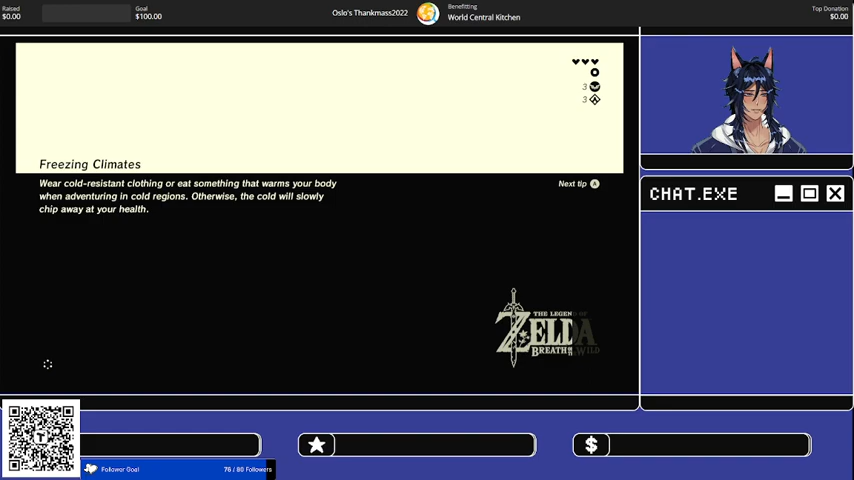 Raised
$0.00
Goal
$100.00
Oslo's Thankmass2022
Benefitting
World Central Kitchen
Top Donation
$0.00
3
3
Freezing Climates
Wear cold-resistant clothing or eat something that warms your body
when adventuring in cold regions. Otherwise, the cold will slowly
chip away at your health.
Next tip A
THE LEGEND OF
ZELDA
BREATH OF THE WILD
CHAT.EXE
T
$
Follower Goal
76 / 80 Followers